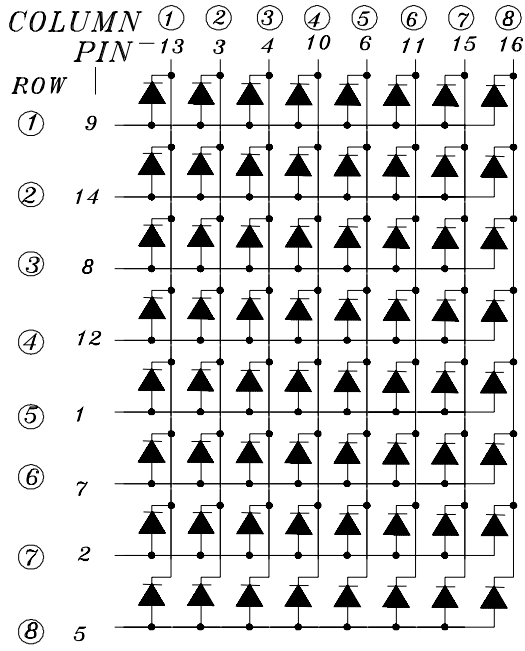 COLUMN ① ② ③ ④ ⑤ ⑥ ⑦ ⑧
PIN 13 3 4 10 6 11 15 16
ROW
① 9
② 14
③ 8
④ 12
⑤ 1
⑥ 7
⑦ 2
⑧ 5